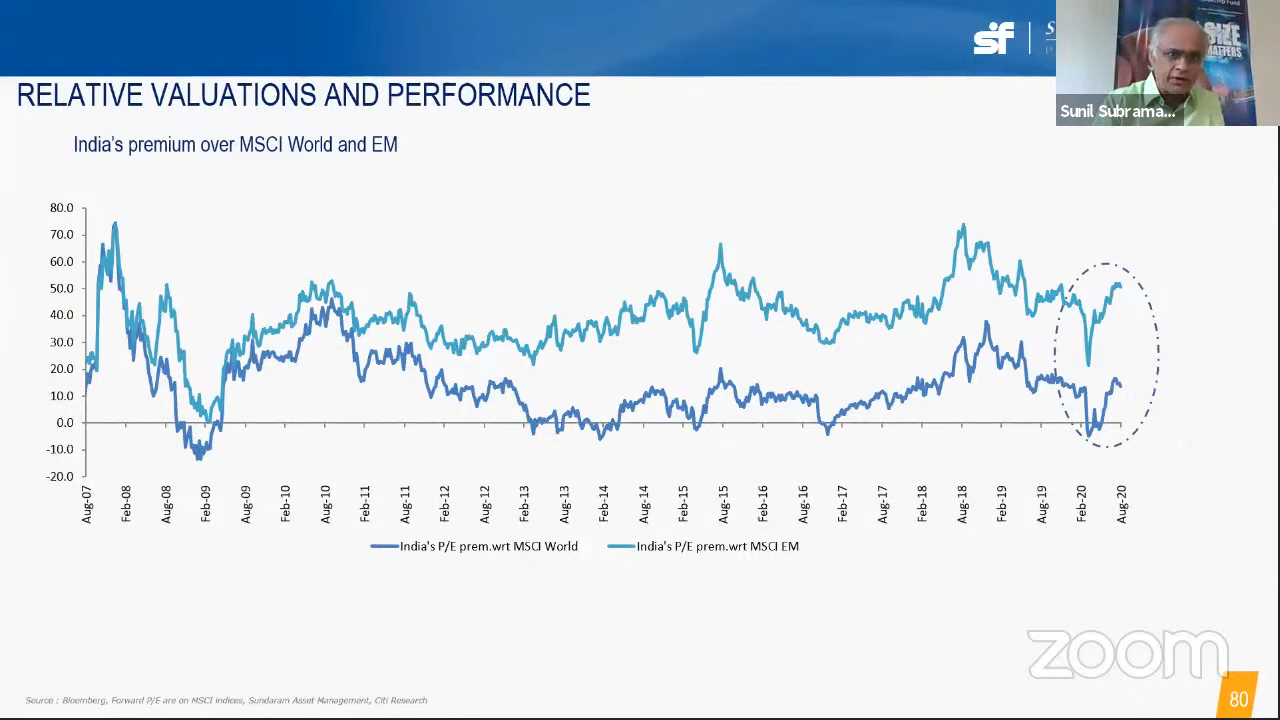 sf
SIZE
MATTERS
Sunil Subrama...
RELATIVE VALUATIONS AND PERFORMANCE
India's premium over MSCI World and EM
80.0
70.0
60.0
50.0
40.0
30.0
20.0
10.0
0.0
-10.0
-20.0
Aug-07
Feb-08
Aug-08
Feb-09
Aug-09
Feb-10
Aug-10
Feb-11
Aug-11
Feb-12
Aug-12
Feb-13
Aug-13
Feb-14
Aug-14
Feb-15
Aug-15
Feb-16
Aug-16
Feb-17
Aug-17
Feb-18
Aug-18
Feb-19
Aug-19
Feb-20
Aug-20
India's P/E prem.wrt MSCI World
India's P/E prem.wrt MSCI EM
zoom
Source : Bloomberg, Forward P/E are on MSCI indices, Sundaram Asset Management, Citi Research
80